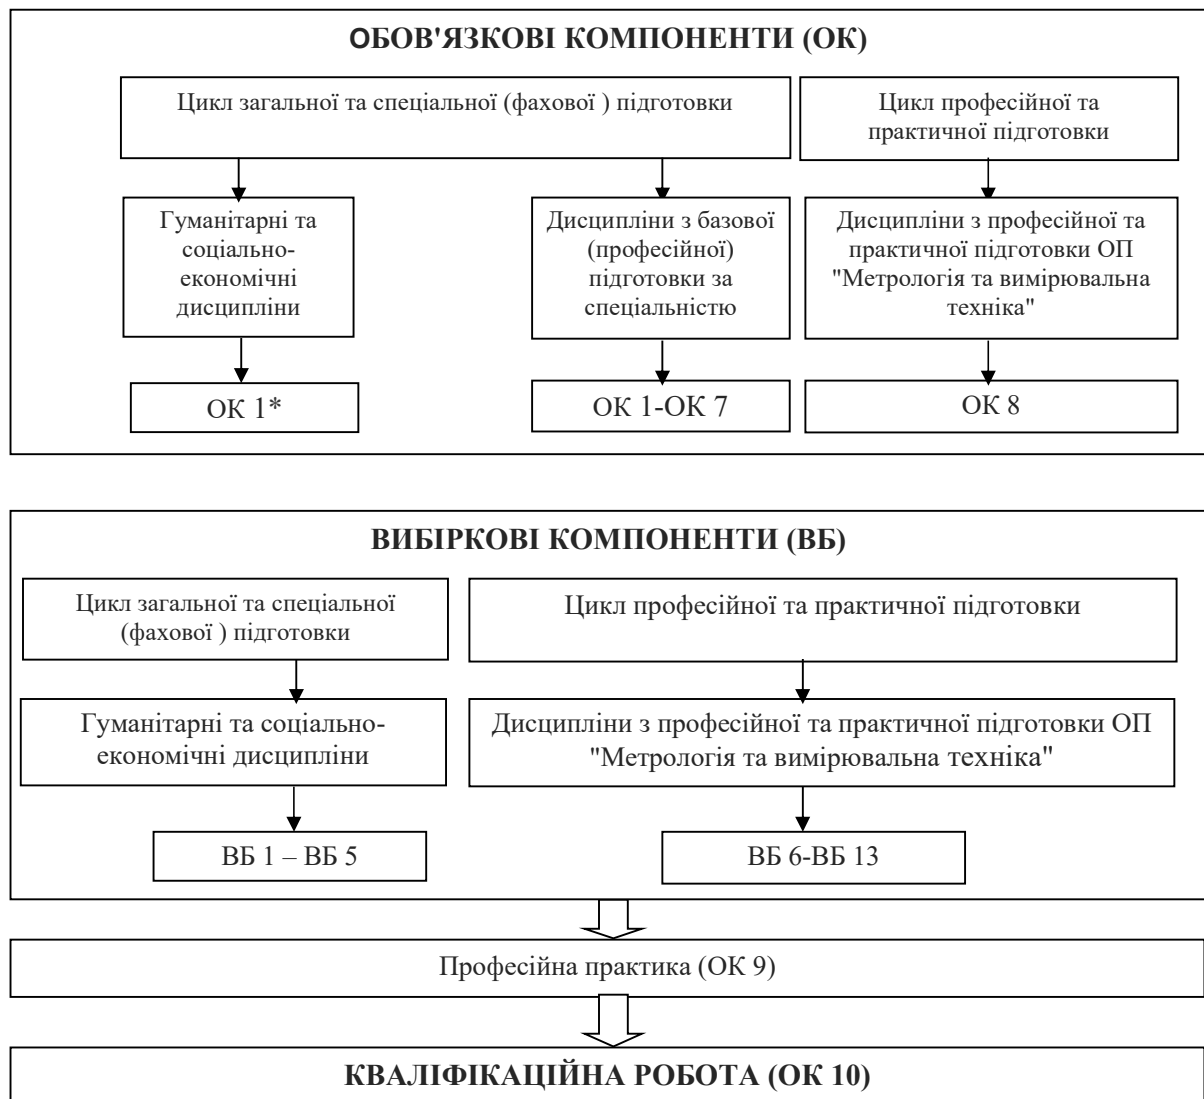 ОБОВ'ЯЗКОВІ КОМПОНЕНТИ (ОК)
Цикл загальної та спеціальної (фахової ) підготовки
Цикл професійної та
практичної підготовки
Гуманітарні та
соціально-
економічні
дисципліни
Дисципліни з базової
(професійної)
підготовки за
спеціальністю
Дисципліни з професійної та
практичної підготовки ОП
"Метрологія та вимірювальна
техніка"
ОК 1*
ОК 1-ОК 7
ОК 8
ВИБІРКОВІ КОМПОНЕНТИ (ВБ)
Цикл загальної та спеціальної
(фахової ) підготовки
Цикл професійної та практичної підготовки
Гуманітарні та соціально-
економічні дисципліни
Дисципліни з професійної та практичної підготовки ОП
"Метрологія та вимірювальна техніка"
ВБ 1 – ВБ 5
ВБ 6-ВБ 13
Професійна практика (ОК 9)
КВАЛІФІКАЦІЙНА РОБОТА (ОК 10)